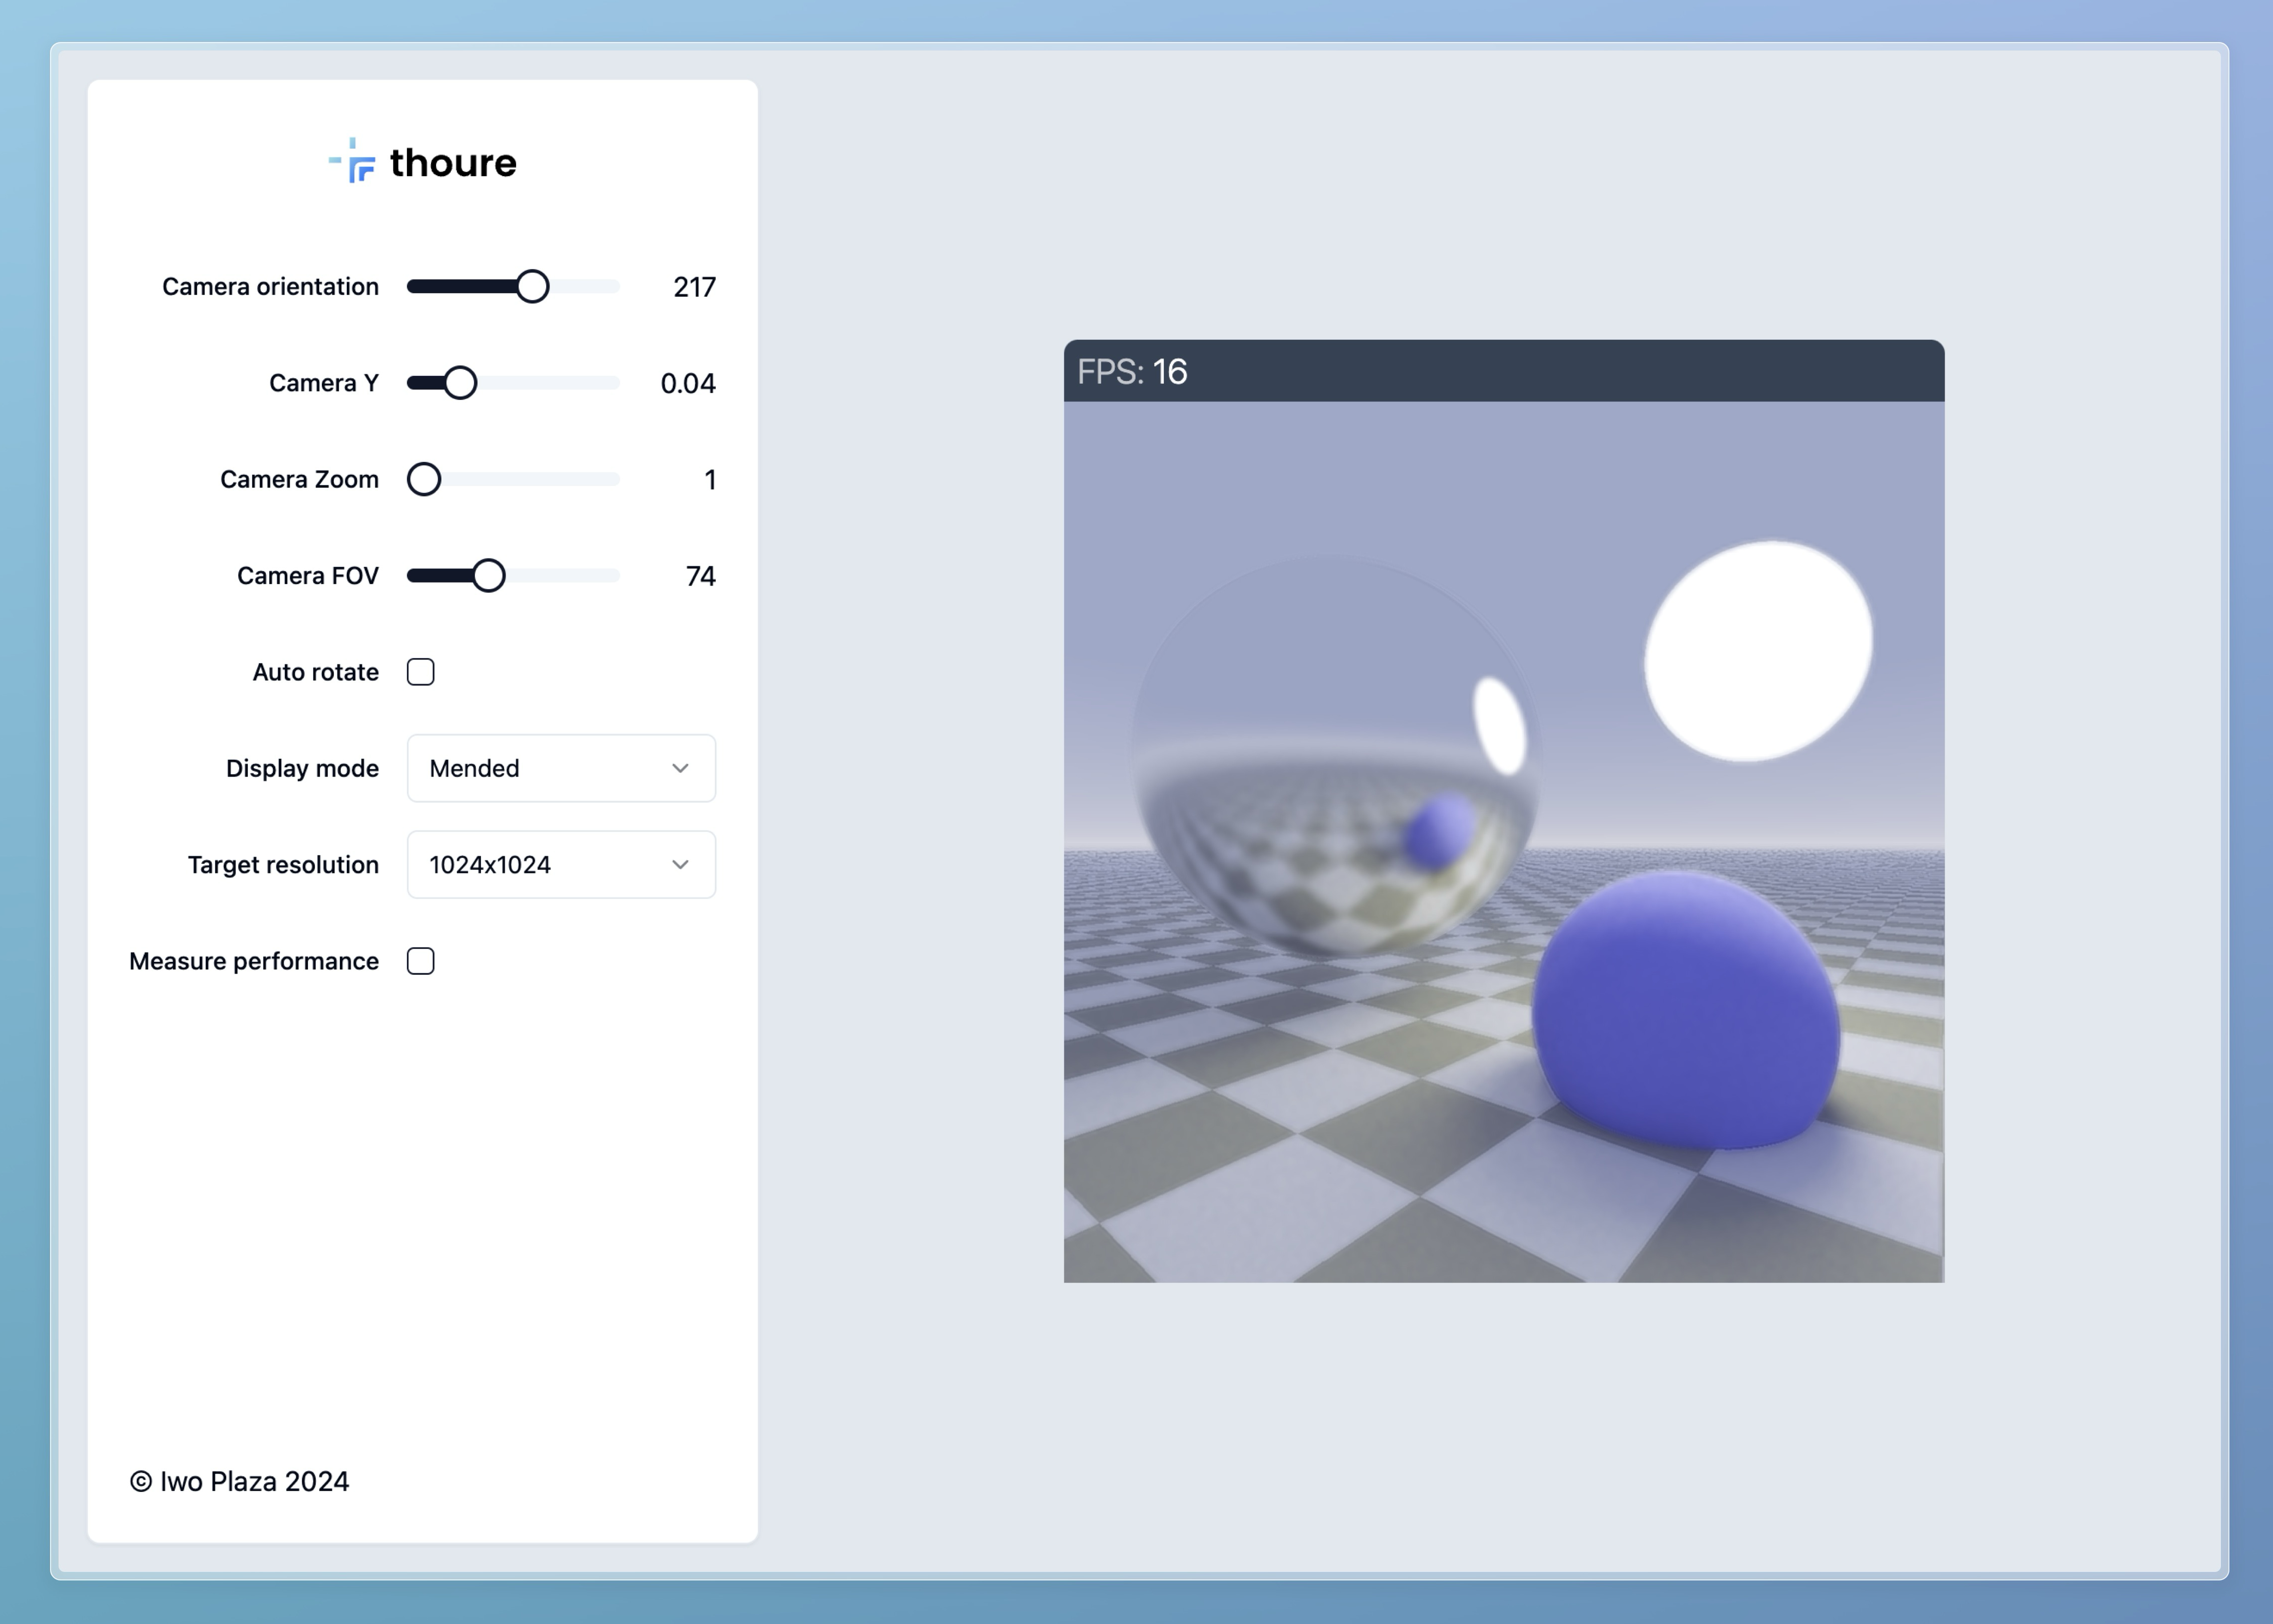 thoure
Camera orientation 217
Camera Y 0.04
Camera Zoom 1
Camera FOV 74
Auto rotate
Display mode Mended
Target resolution 1024x1024
Measure performance
© Iwo Plaza 2024
FPS: 16